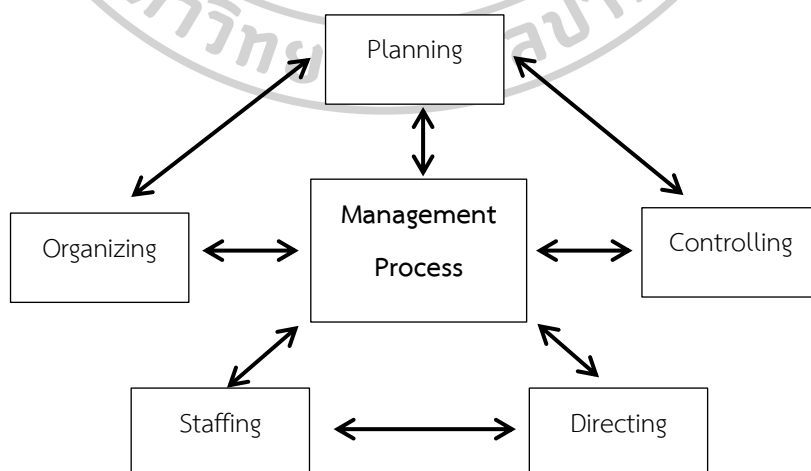 Planning
Management
Process
Organizing
Controlling
Staffing
Directing